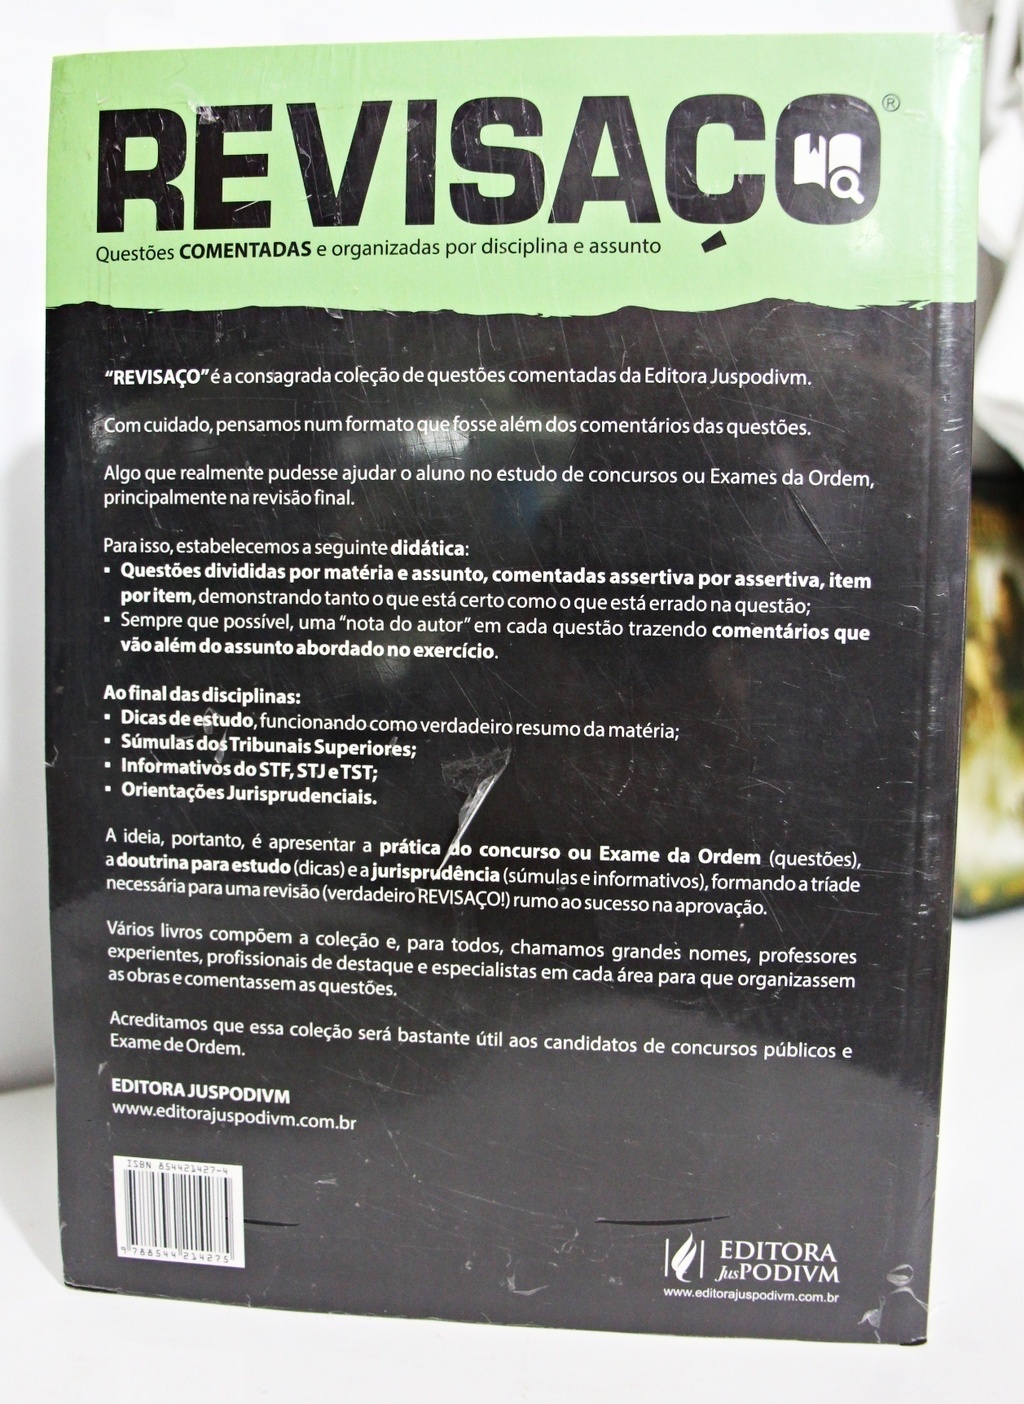 REVISAÇO®
Questões COMENTADAS e organizadas por disciplina e assunto
“REVISAÇO” é a consagrada coleção de questões comentadas da Editora Juspodivm.
Com cuidado, pensamos num formato que fosse além dos comentários das questões.
Algo que realmente pudesse ajudar o aluno no estudo de concursos ou Exames da Ordem,
principalmente na revisão final.
Para isso, estabelecemos a seguinte didática:
▪ Questões divididas por matéria e assunto, comentadas assertiva por assertiva, item
por item, demonstrando tanto o que está certo como o que está errado na questão;
▪ Sempre que possível, uma “nota do autor” em cada questão trazendo comentários que
vão além do assunto abordado no exercício.
Ao final das disciplinas:
▪ Dicas de estudo, funcionando como verdadeiro resumo da matéria;
▪ Súmulas dos Tribunais Superiores;
▪ Informativos do STF, STJ e TST;
▪ Orientações Jurisprudenciais.
A ideia, portanto, é apresentar a prática do concurso ou Exame da Ordem (questões),
a doutrina para estudo (dicas) e a jurisprudência (súmulas e informativos), formando a tríade
necessária para uma revisão (verdadeiro REVISAÇO!) rumo ao sucesso na aprovação.
Vários livros compõem a coleção e, para todos, chamamos grandes nomes, professores
experientes, profissionais de destaque e especialistas em cada área para que organizassem
as obras e comentassem as questões.
Acreditamos que essa coleção será bastante útil aos candidatos de concursos públicos e
Exame de Ordem.
EDITORA JUSPODIVM
www.editorajuspodivm.com.br
ISBN 854421427-4
9 788544 214275
EDITORA
JusPODIVM
www.editorajuspodivm.com.br